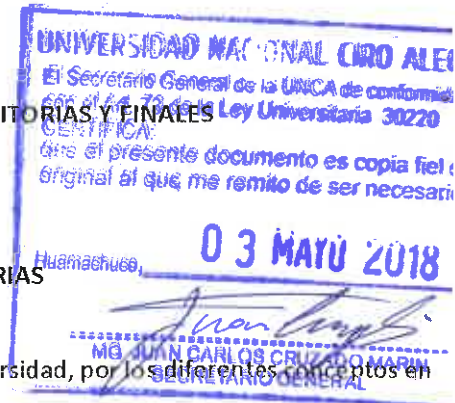 UNIVERSIDAD NACIONAL CIRO ALE
El Secretario General de la UNCA de conformid
con el Art. 73 de la Ley Universitaria 30220
ITORIAS Y FINALES
CERTIFICA:
que el presente documento es copia fiel
original al que me remito de ser necesari
Huamachuco, 03 MAYO 2018
RIAS
MG. JUAN CARLOS CRUZADO MARIN
SECRETARIO GENERAL
rsidad, por los diferentes conceptos en